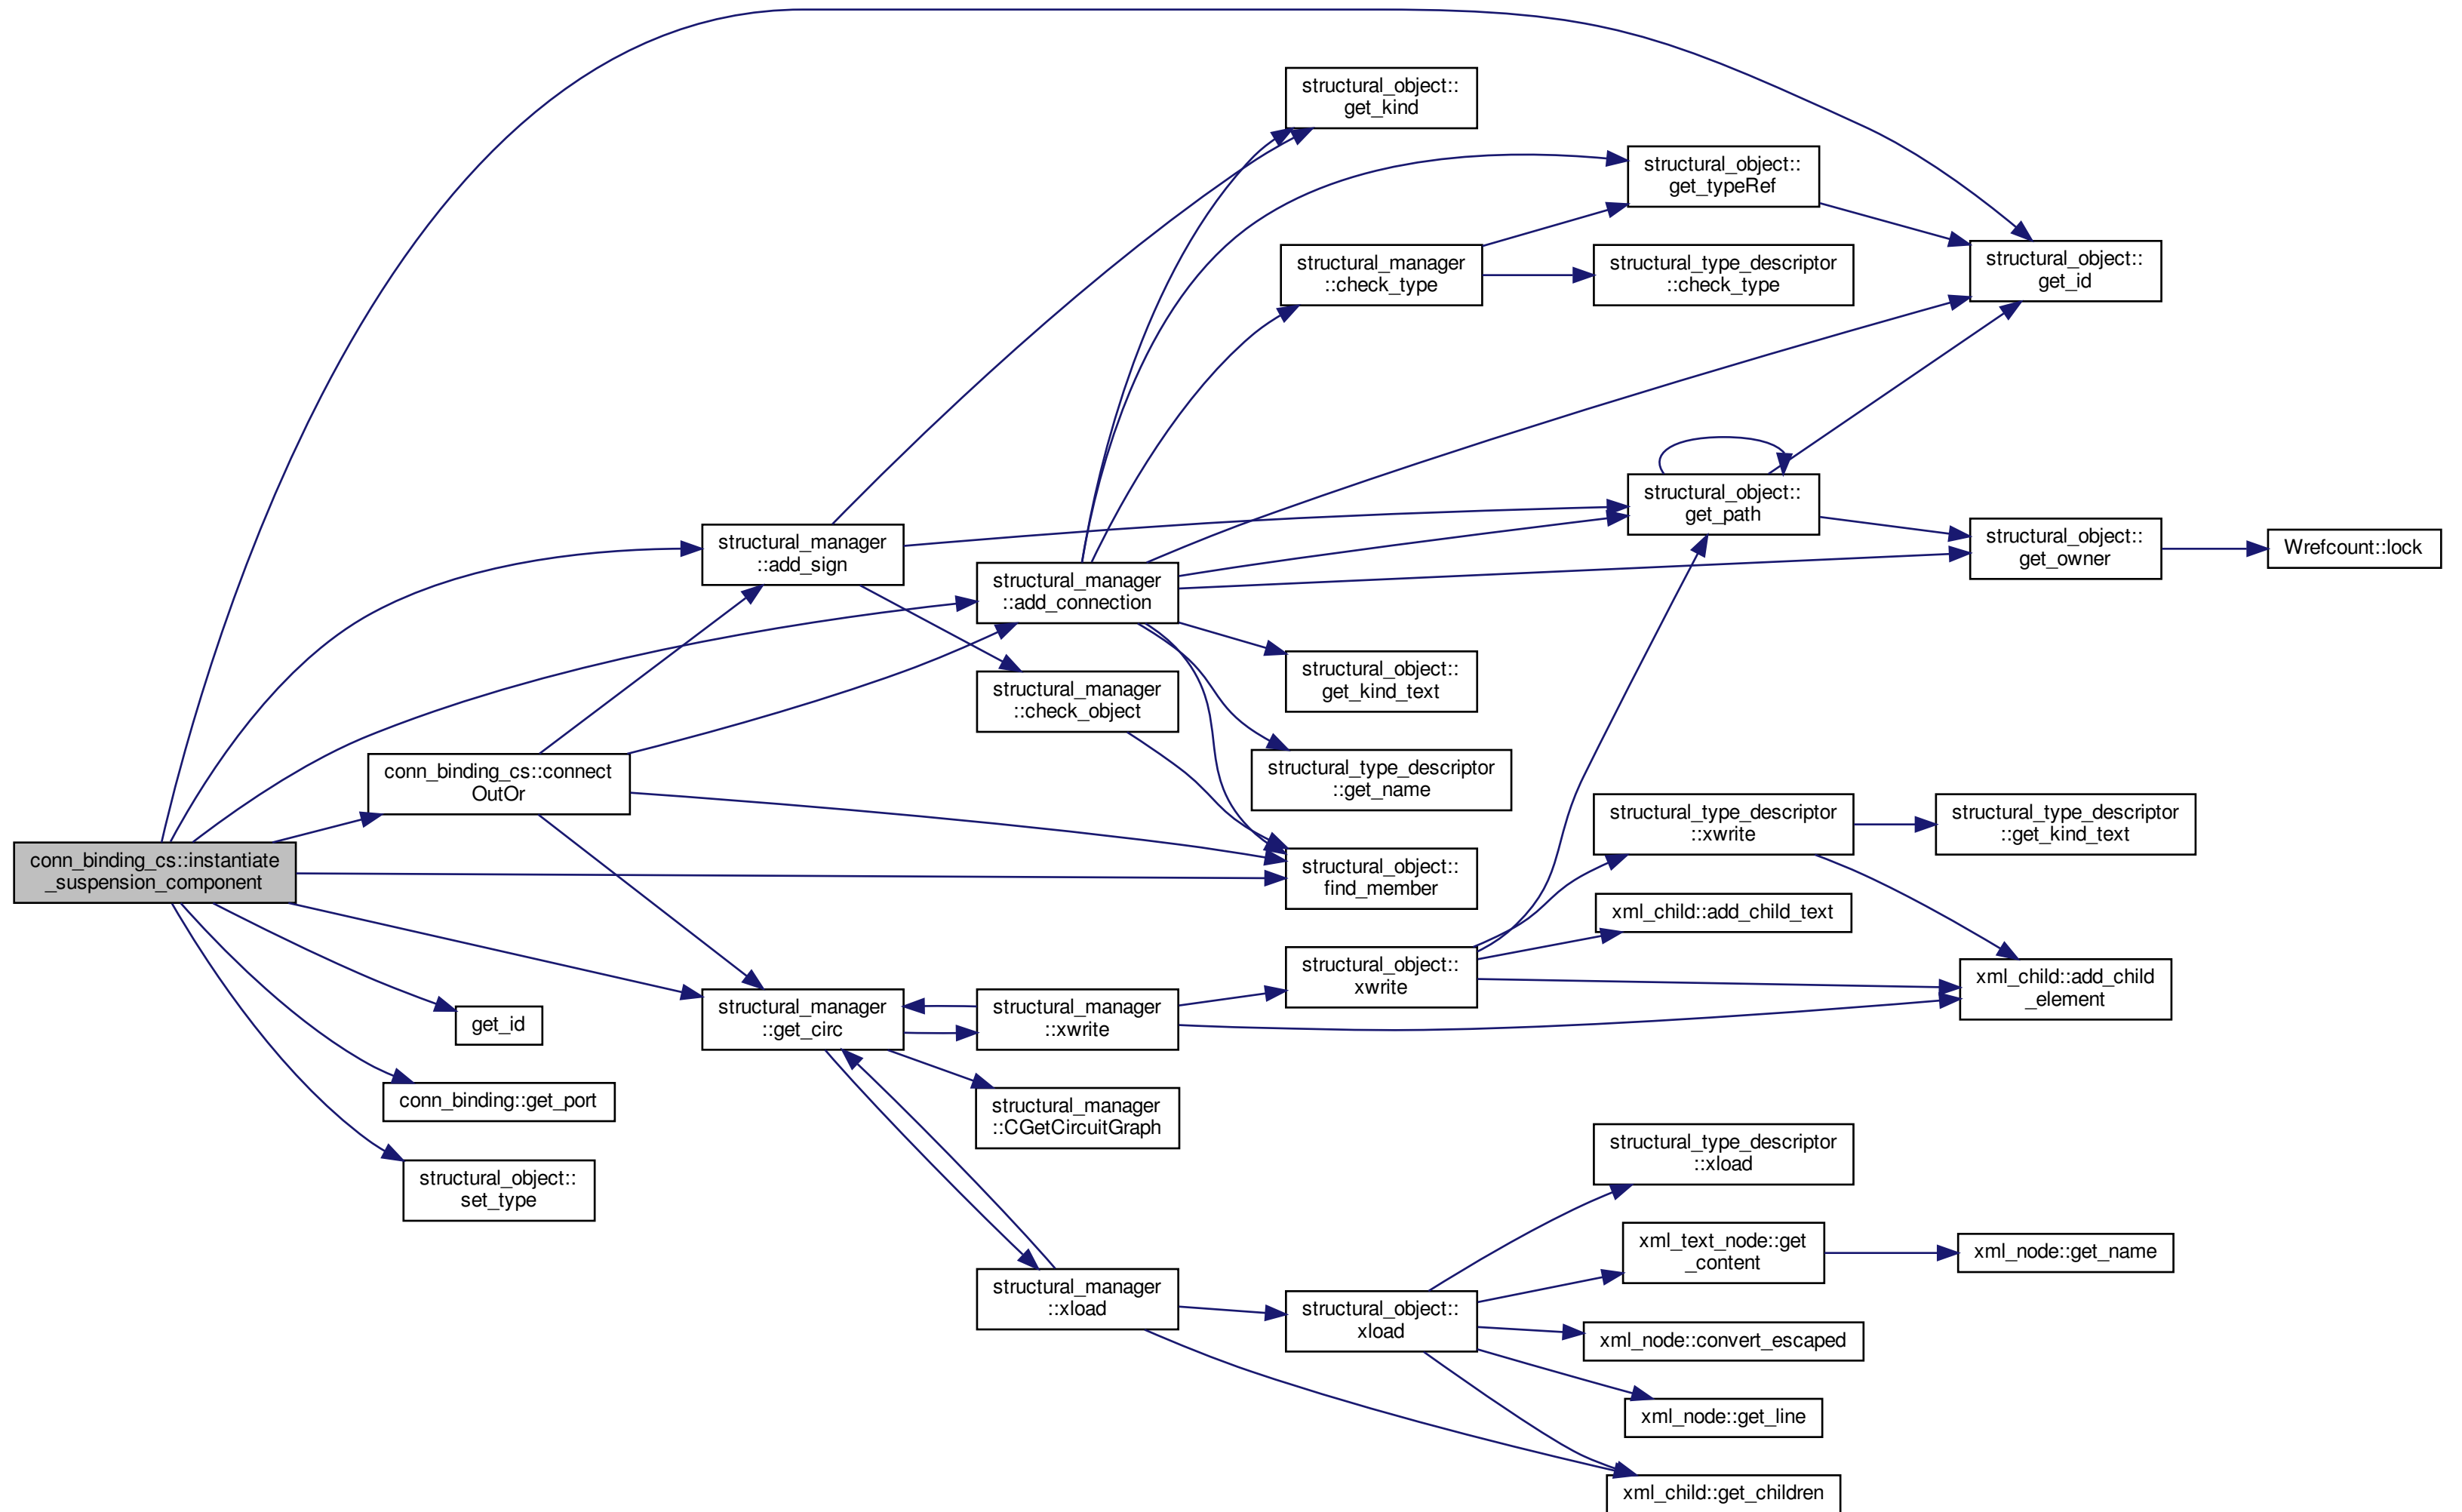 structural_object::
get_kind
structural_object::
get_typeRef
structural_manager
::check_type
structural_type_descriptor
::check_type
structural_object::
get_id
structural_object::
get_path
structural_manager
::add_sign
structural_object::
get_owner
Wrefcount::lock
structural_manager
::add_connection
structural_manager
::check_object
structural_object::
get_kind_text
conn_binding_cs::connect
OutOr
structural_type_descriptor
::get_name
structural_type_descriptor
::xwrite
structural_type_descriptor
::get_kind_text
conn_binding_cs::instantiate
_suspension_component
structural_object::
find_member
xml_child::add_child_text
structural_manager
::get_circ
structural_manager
::xwrite
structural_object::
xwrite
xml_child::add_child
_element
get_id
conn_binding::get_port
structural_manager
::CGetCircuitGraph
structural_object::
set_type
structural_type_descriptor
::xload
xml_text_node::get
_content
xml_node::get_name
structural_manager
::xload
structural_object::
xload
xml_node::convert_escaped
xml_node::get_line
xml_child::get_children